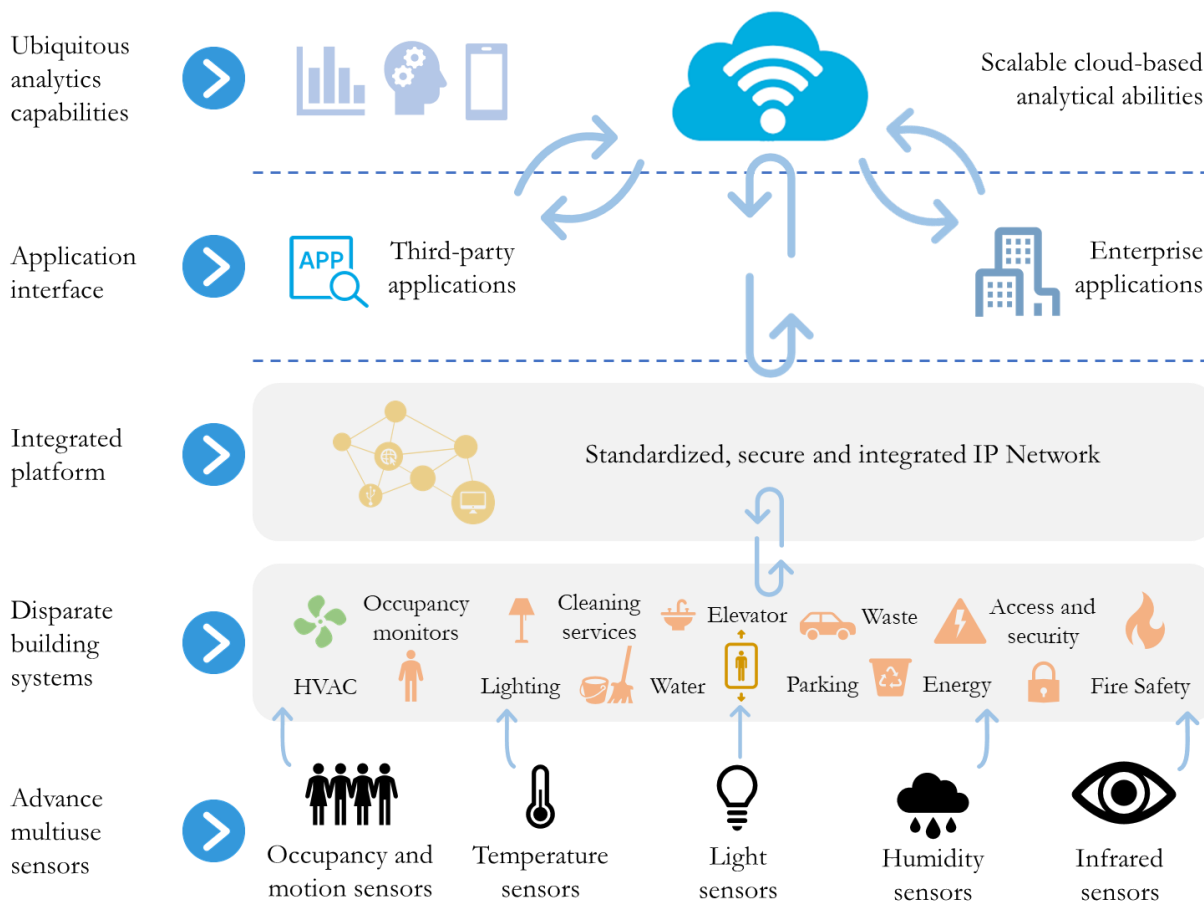 Ubiquitous
analytics
capabilities
Scalable cloud-based
analytical abilities
Application
interface
APP
Third-party
applications
Enterprise
applications
Integrated
platform
Standardized, secure and integrated IP Network
Disparate
building
systems
HVAC
Occupancy
monitors
Lighting
Cleaning
services
Water
Elevator
Parking
Waste
Energy
Access and
security
Fire Safety
Advance
multiuse
sensors
Occupancy and
motion sensors
Temperature
sensors
Light
sensors
Humidity
sensors
Infrared
sensors